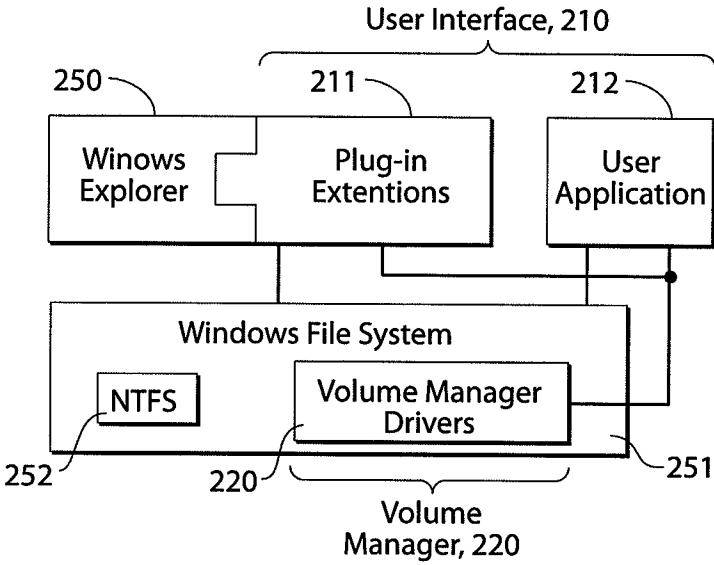 User Interface, 210
250
211
212
Winows
Explorer
Plug-in
Extentions
User
Application
Windows File System
NTFS
Volume Manager
Drivers
252
220
251
Volume
Manager, 220